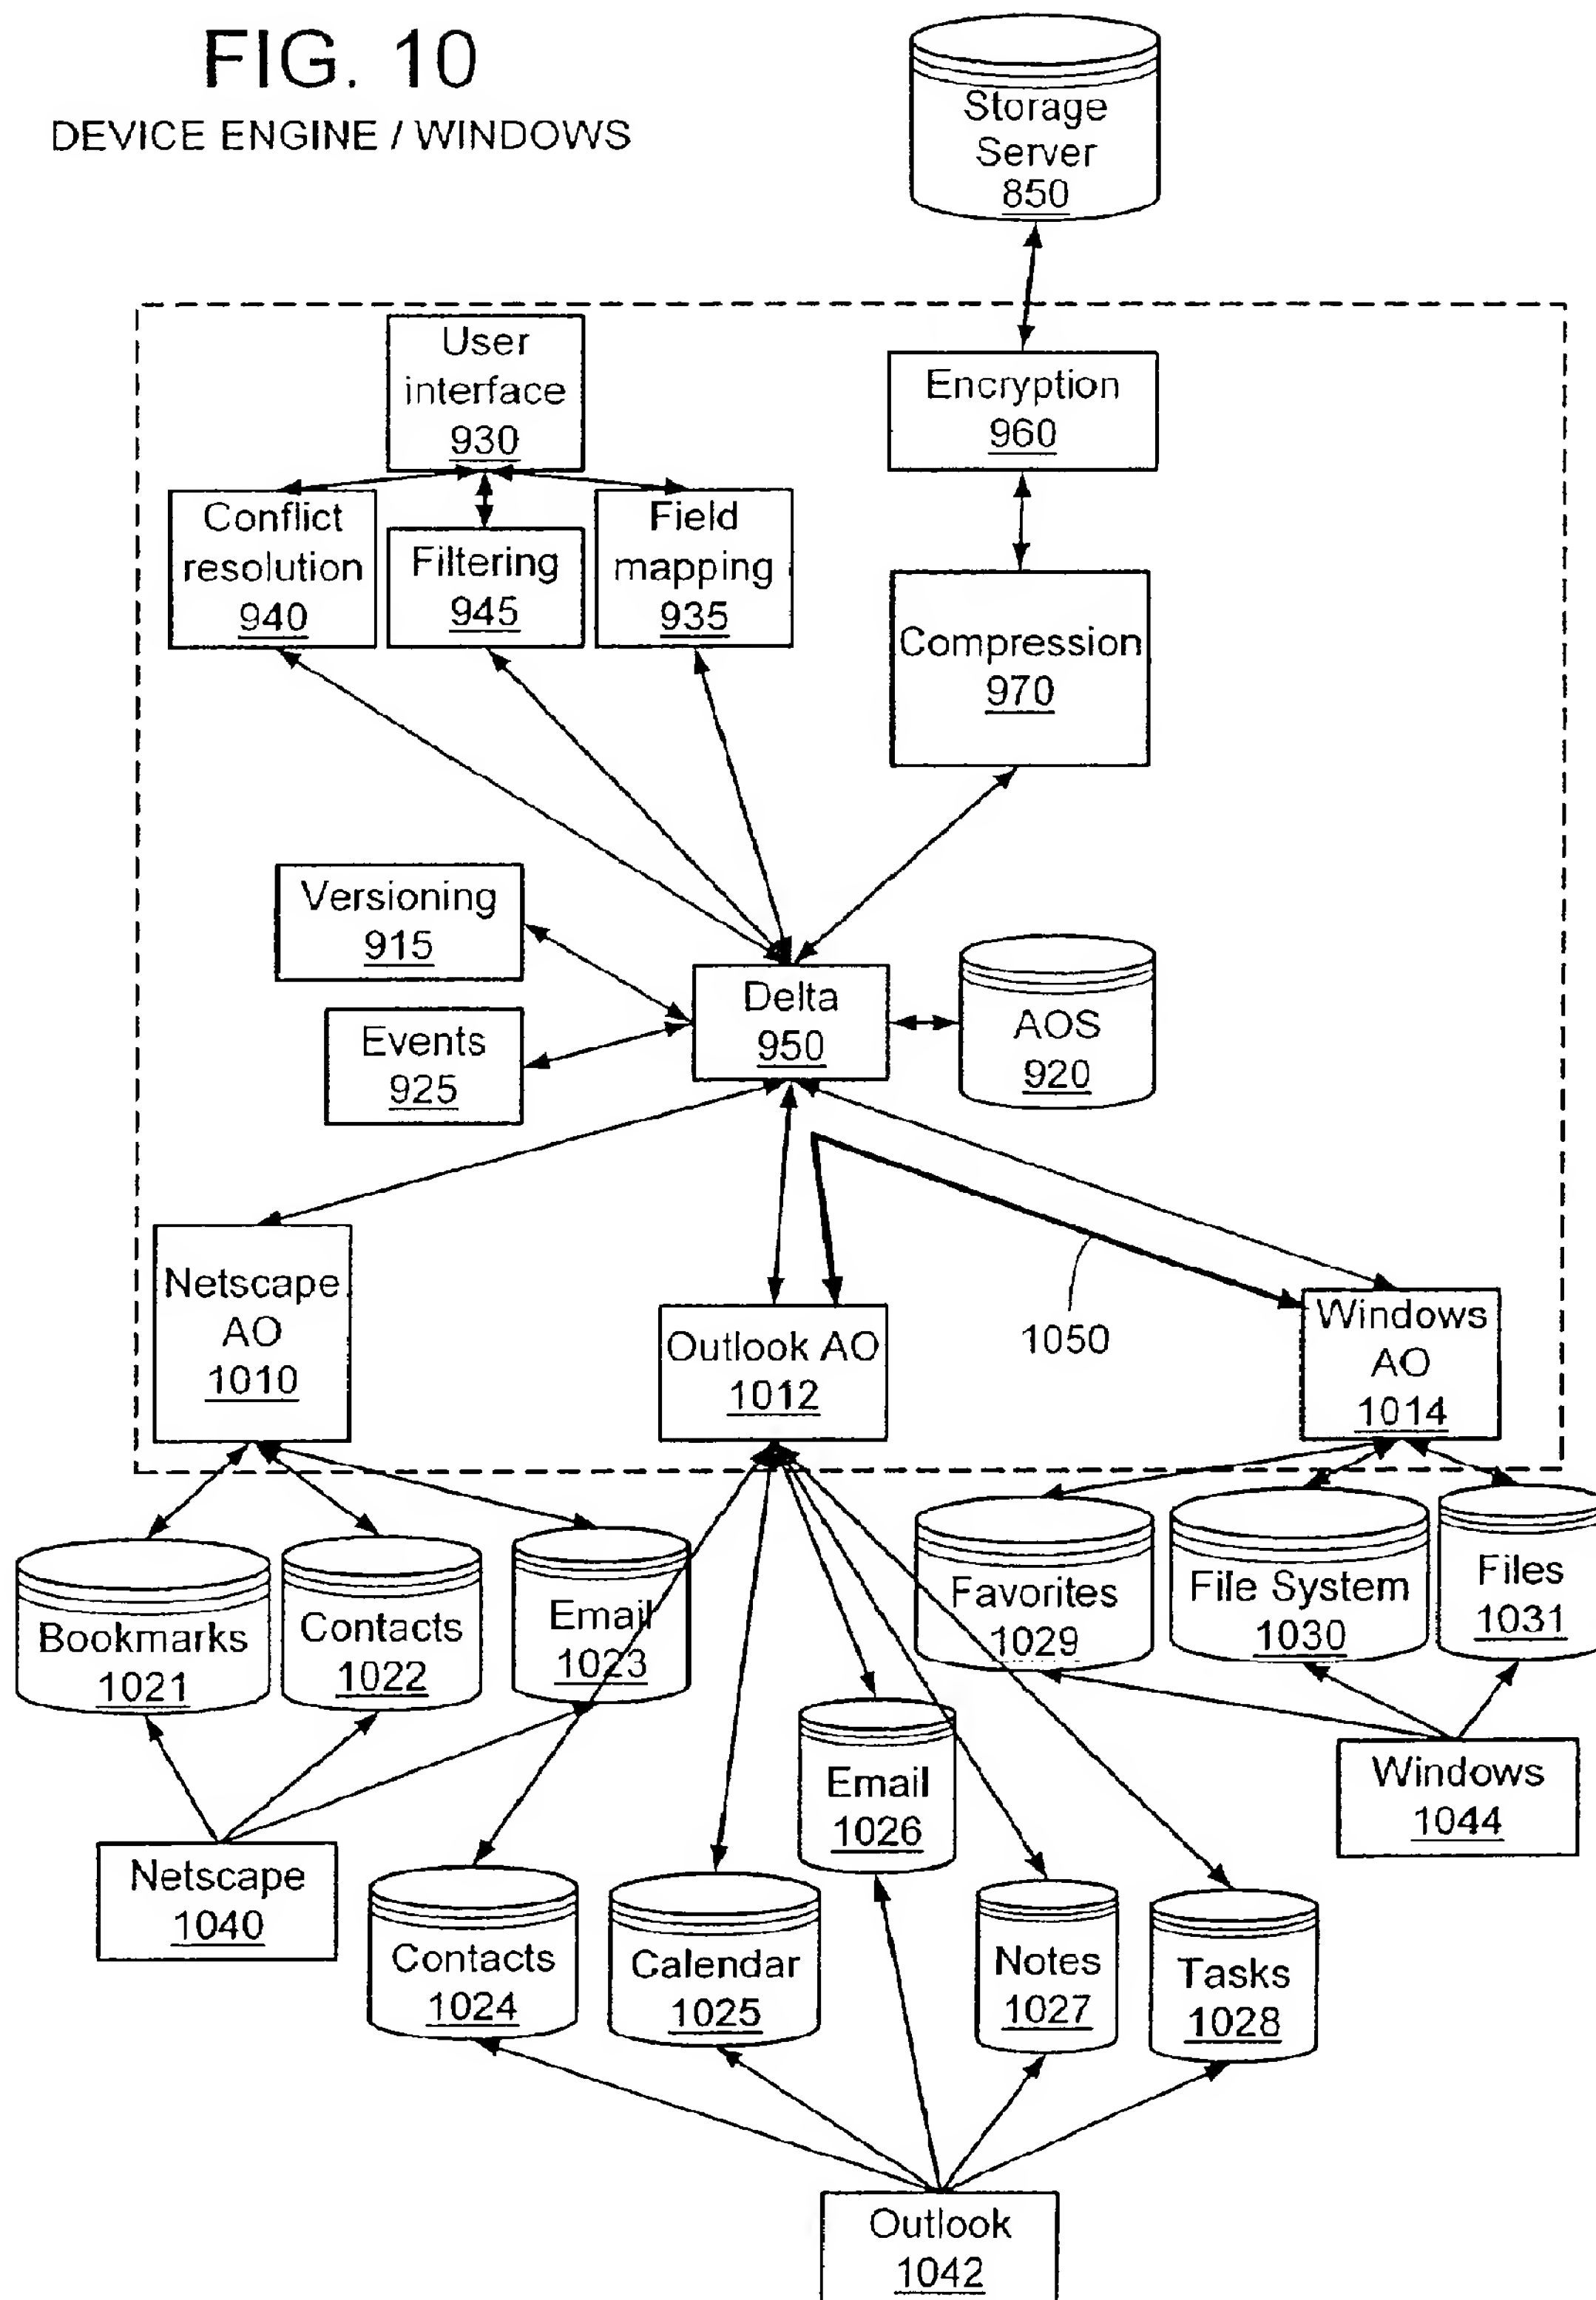 FIG. 10
DEVICE ENGINE / WINDOWS
Storage
Server
850
User
interface
930
Encryption
960
Conflict
resolution
940
Filtering
945
Field
mapping
935
Compression
970
Versioning
915
Events
925
Delta
950
AOS
920
Netscape
AO
1010
Outlook AO
1012
1050
Windows
AO
1014
Bookmarks
1021
Contacts
1022
Email
1023
Favorites
1029
File System
1030
Files
1031
Email
1026
Windows
1044
Netscape
1040
Contacts
1024
Calendar
1025
Notes
1027
Tasks
1028
Outlook
1042